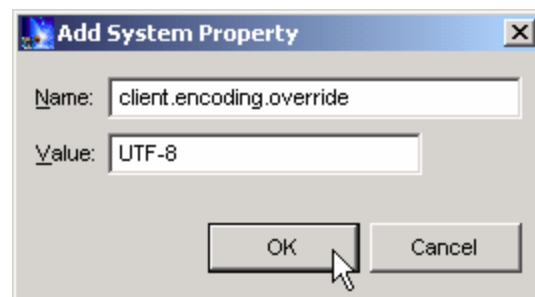 Add System Property
Name: client.encoding.override
Value: UTF-8
OK Cancel